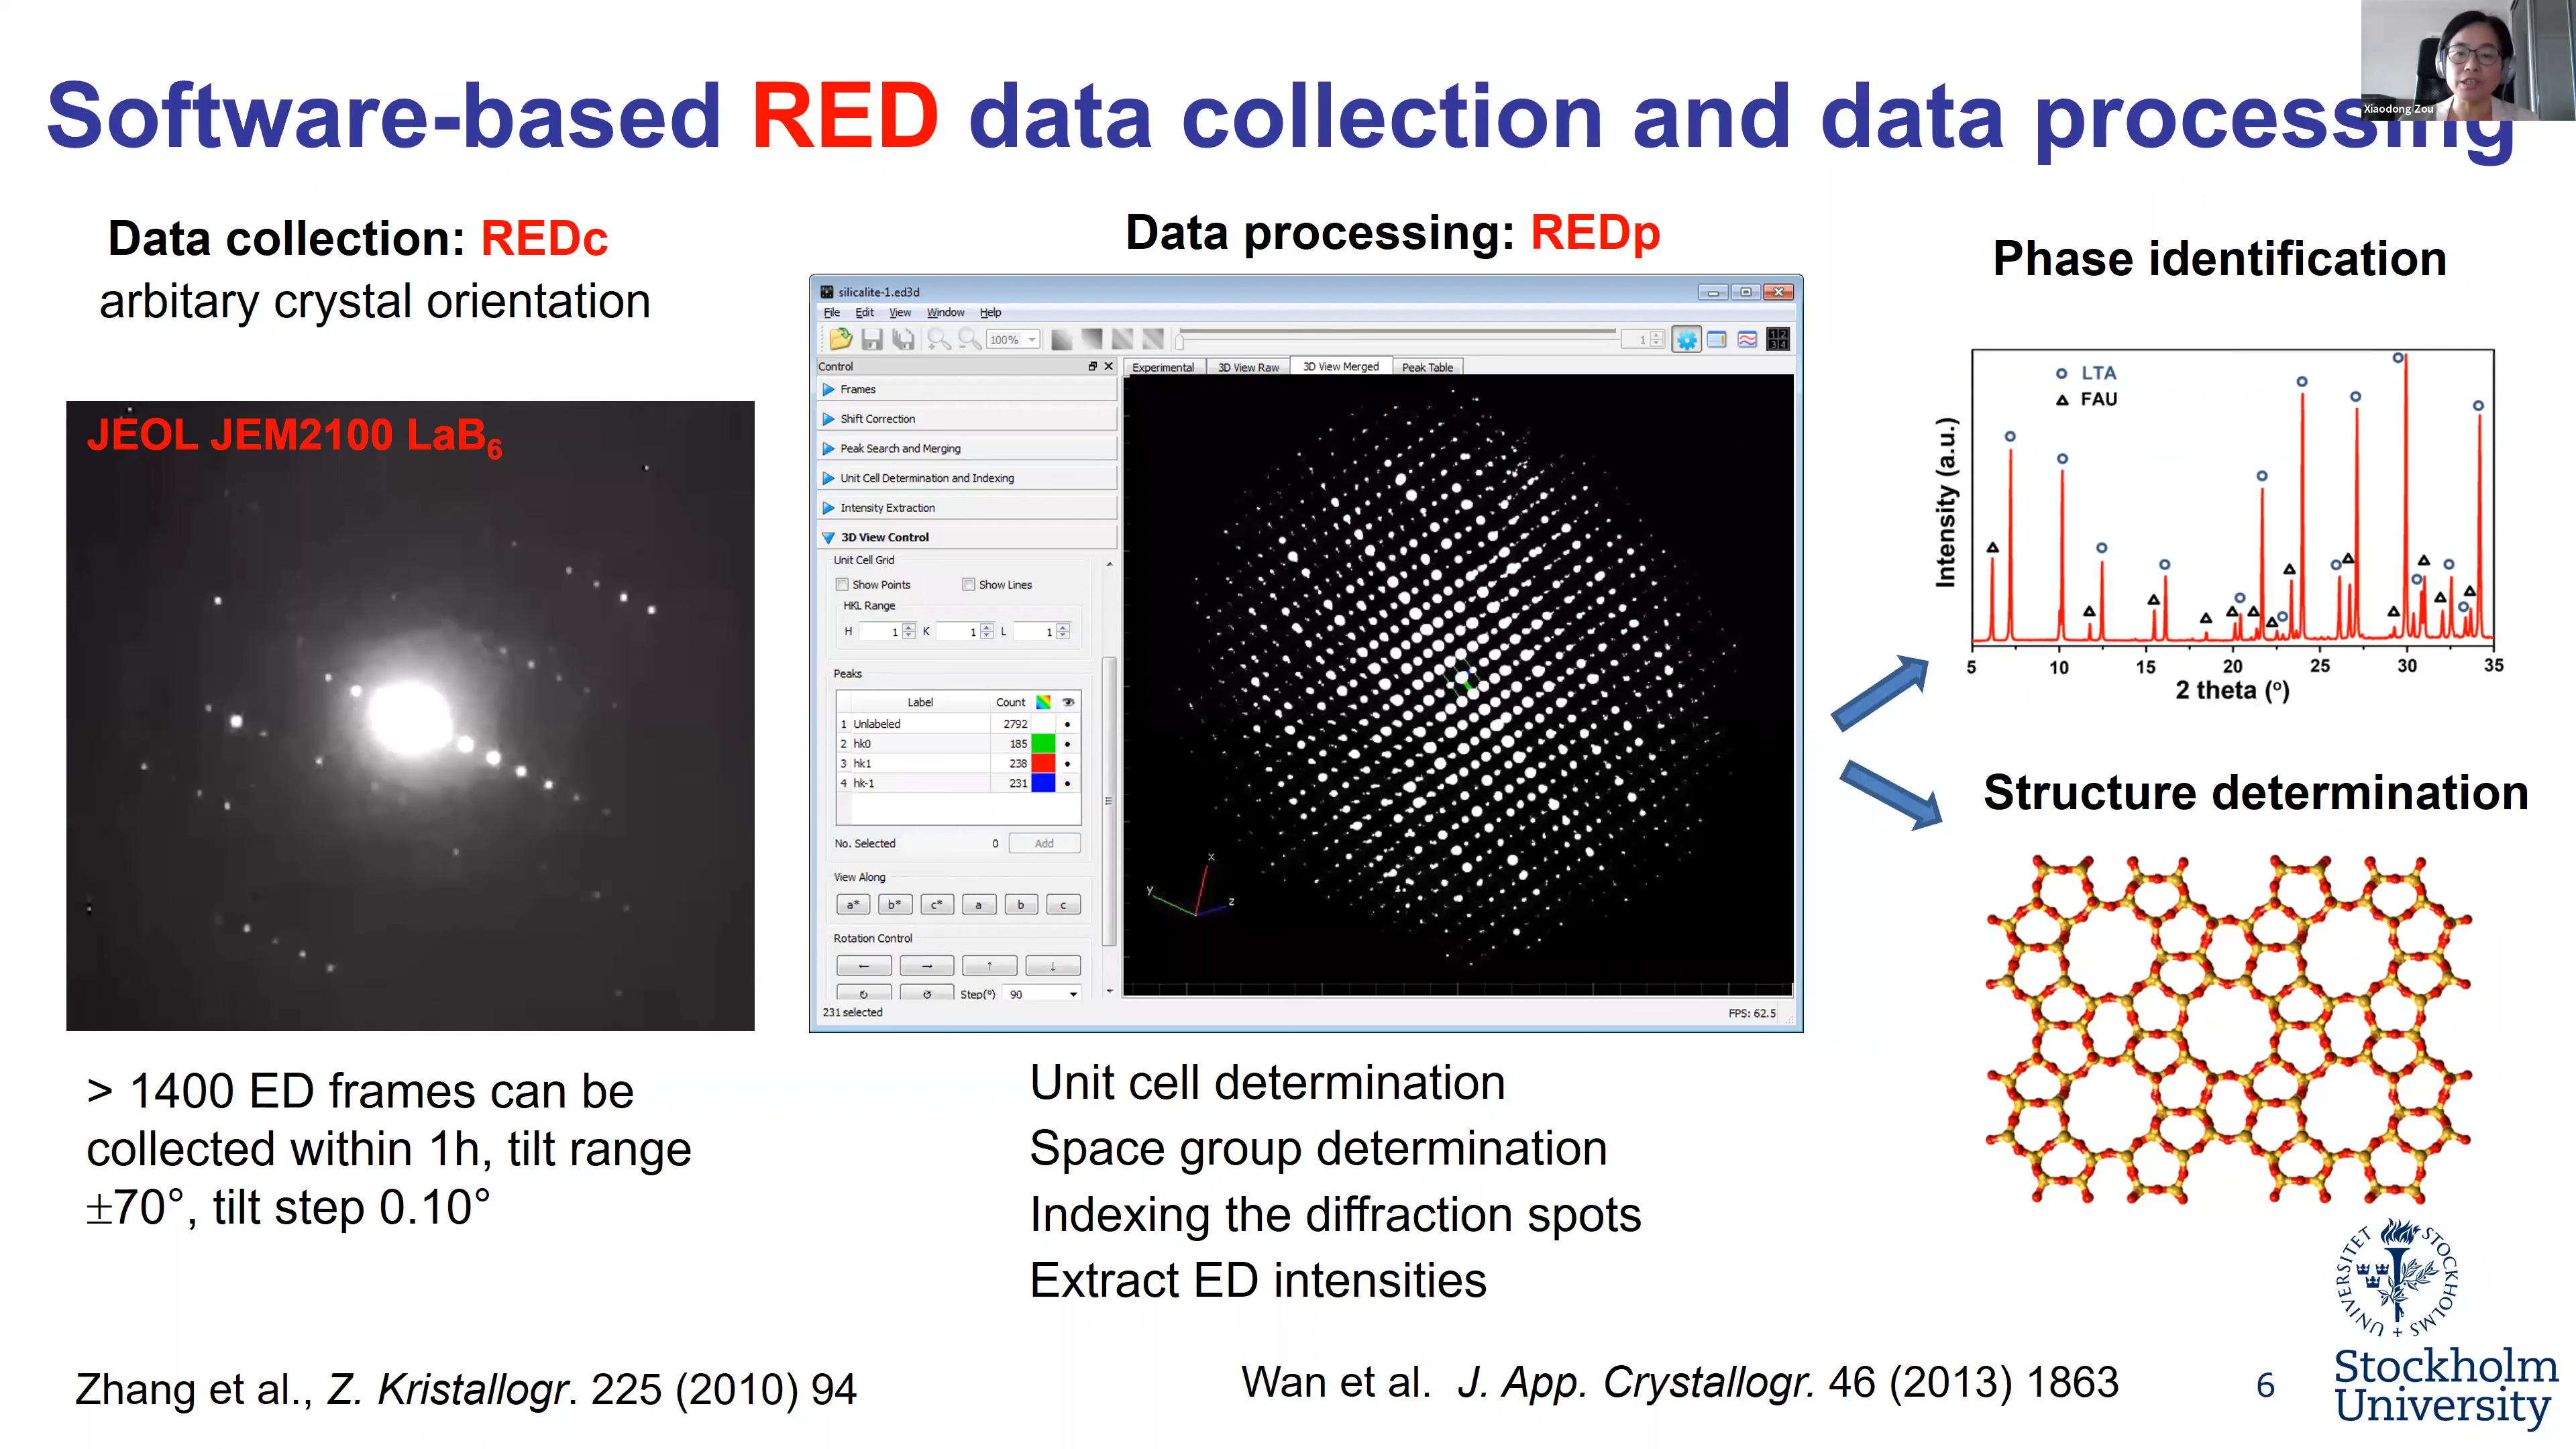 Xiaodong Zou
Software-based RED data collection and data processing
Data collection: REDc
arbitary crystal orientation
JEOL JEM2100 LaB6
> 1400 ED frames can be
collected within 1h, tilt range
±70°, tilt step 0.10°
Zhang et al., Z. Kristallogr. 225 (2010) 94
Data processing: REDp
silicalite-1.ed3d
File Edit View Window Help
100% 1
Control
Experimental 3D View Raw 3D View Merged Peak Table
Frames
Shift Correction
Peak Search and Merging
Unit Cell Determination and Indexing
Intensity Extraction
3D View Control
Unit Cell Grid
Show Points Show Lines
HKL Range
H 1 K 1 L 1
Peaks
Label Count
1 Unlabeled 2792
2 hk0 185
3 hk1 238
4 hk-1 231
No. Selected 0 Add
View Along
a* b* c* a b c
Rotation Control
Step(°) 90
231 selected
FPS: 62.5
x
y
z
Unit cell determination
Space group determination
Indexing the diffraction spots
Extract ED intensities
Wan et al. J. App. Crystallogr. 46 (2013) 1863
Phase identification
LTA
FAU
Intensity (a.u.)
5 10 15 20 25 30 35
2 theta (°)
Structure determination
STOCKHOLMS UNIVERSITET
6
Stockholm
University